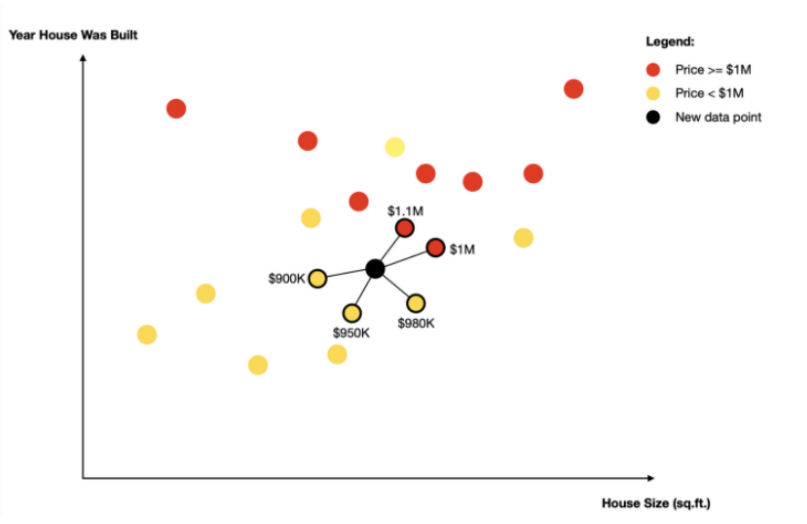 Year House Was Built
Legend:
Price >= $1M
Price < $1M
New data point
$1.1M
$1M
$900K
$980K
$950K
House Size (sq.ft.)